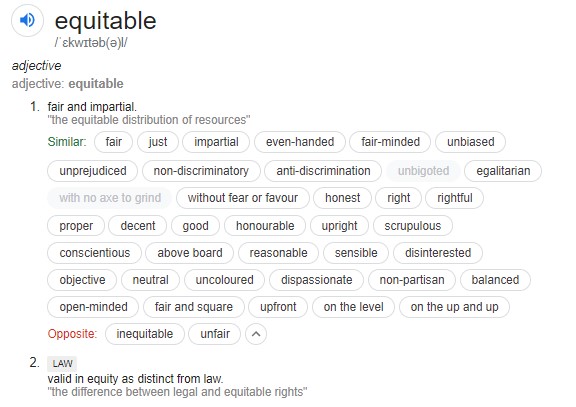 equitable
/ˈɛkwɪtəb(ə)l/
adjective
adjective: equitable
1. fair and impartial.
"the equitable distribution of resources"
Similar: fair just impartial even-handed fair-minded unbiased
unprejudiced non-discriminatory anti-discrimination unbigoted egalitarian
with no axe to grind without fear or favour honest right rightful
proper decent good honourable upright scrupulous
conscientious above board reasonable sensible disinterested
objective neutral uncoloured dispassionate non-partisan balanced
open-minded fair and square upfront on the level on the up and up
Opposite: inequitable unfair
2. LAW
valid in equity as distinct from law.
"the difference between legal and equitable rights"